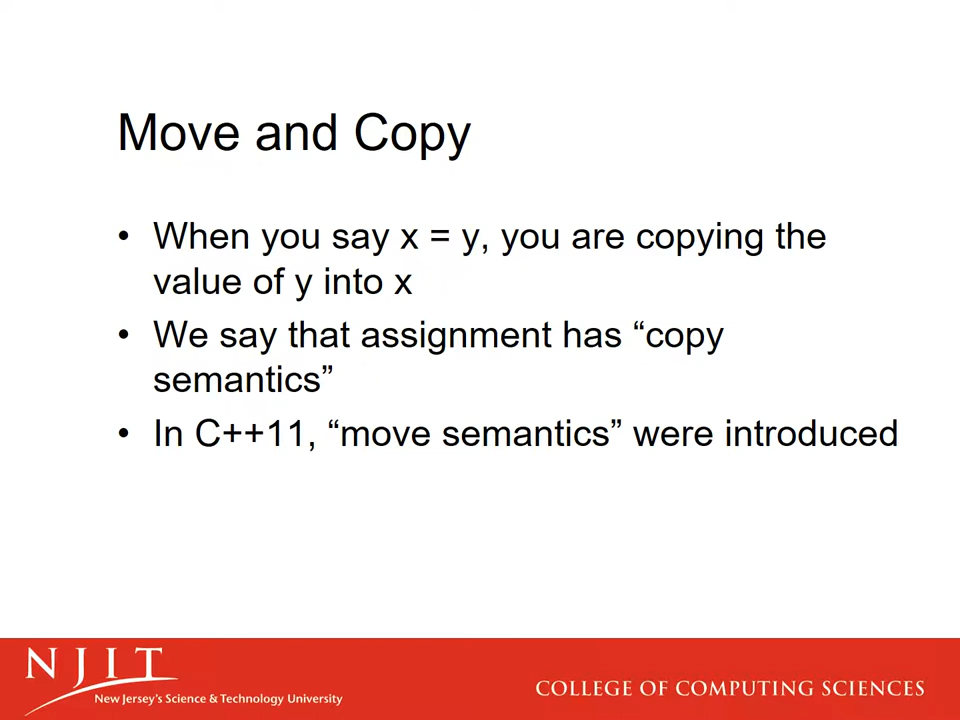 Move and Copy
• When you say x = y, you are copying the
value of y into x
• We say that assignment has “copy
semantics”
• In C++11, “move semantics” were introduced
NJIT
New Jersey's Science & Technology University
COLLEGE OF COMPUTING SCIENCES